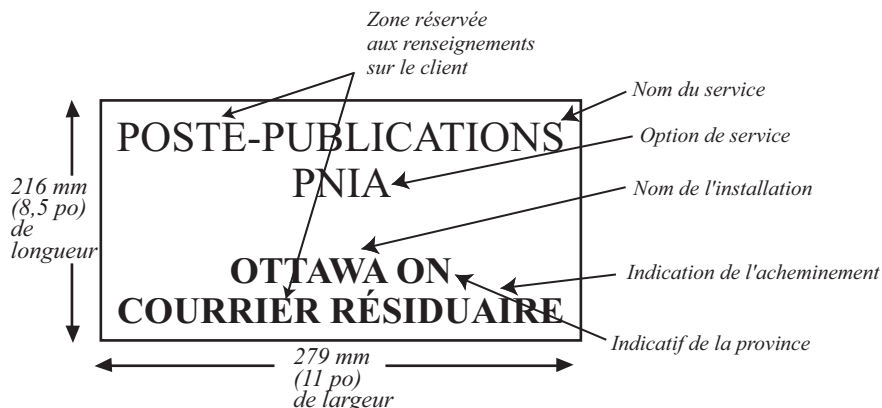 Zone réservée
aux renseignements
sur le client
Nom du service
POSTE-PUBLICATIONS
Option de service
PNIA
216 mm
(8,5 po)
de
longueur
Nom de l'installation
OTTAWA ON
Indication de l'acheminement
COURRIER RÉSIDUAIRE
Indicatif de la province
279 mm
(11 po)
de largeur